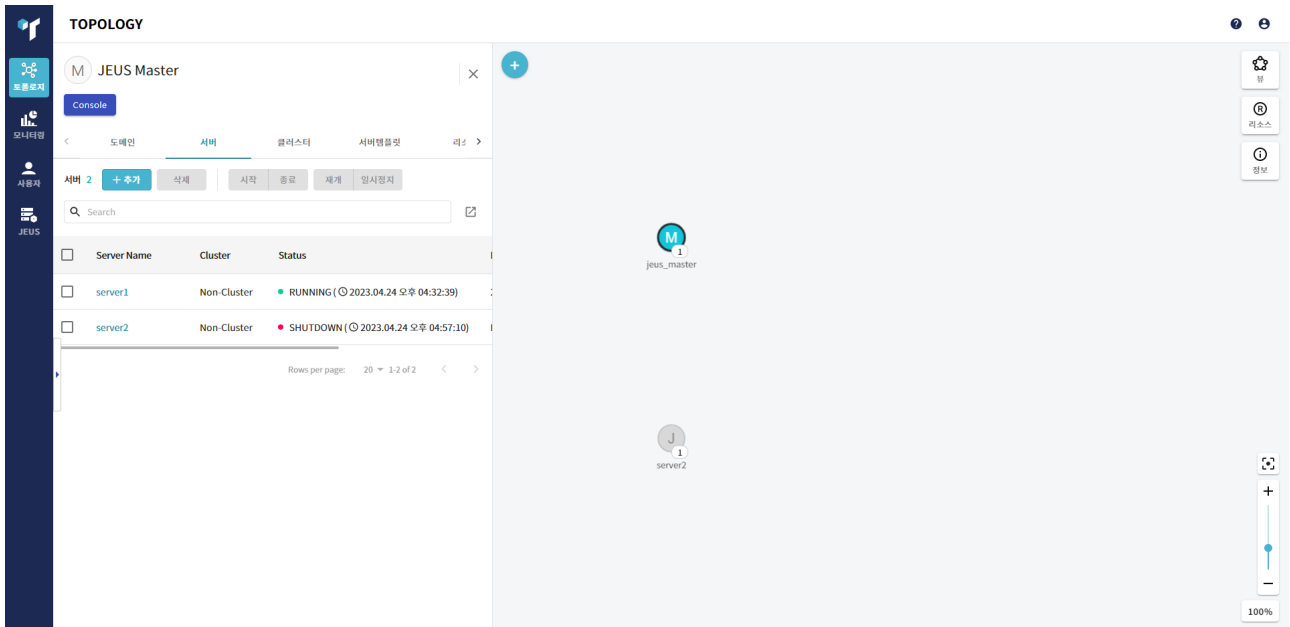 TOPOLOGY
토폴로지
모니터링
사용자
JEUS
M JEUS Master
Console
도메인 서버 클러스터 서버템플릿
서버 2 + 추가 삭제 시작 종료 재개 일시정지
Search
Server Name Cluster Status
server1 Non-Cluster RUNNING ( 2023.04.24 오후 04:32:39)
server2 Non-Cluster SHUTDOWN ( 2023.04.24 오후 04:57:10)
Rows per page: 20 1-2 of 2
M
1
jeus_master
J
1
server2
뷰
R
리소스
정보
100%